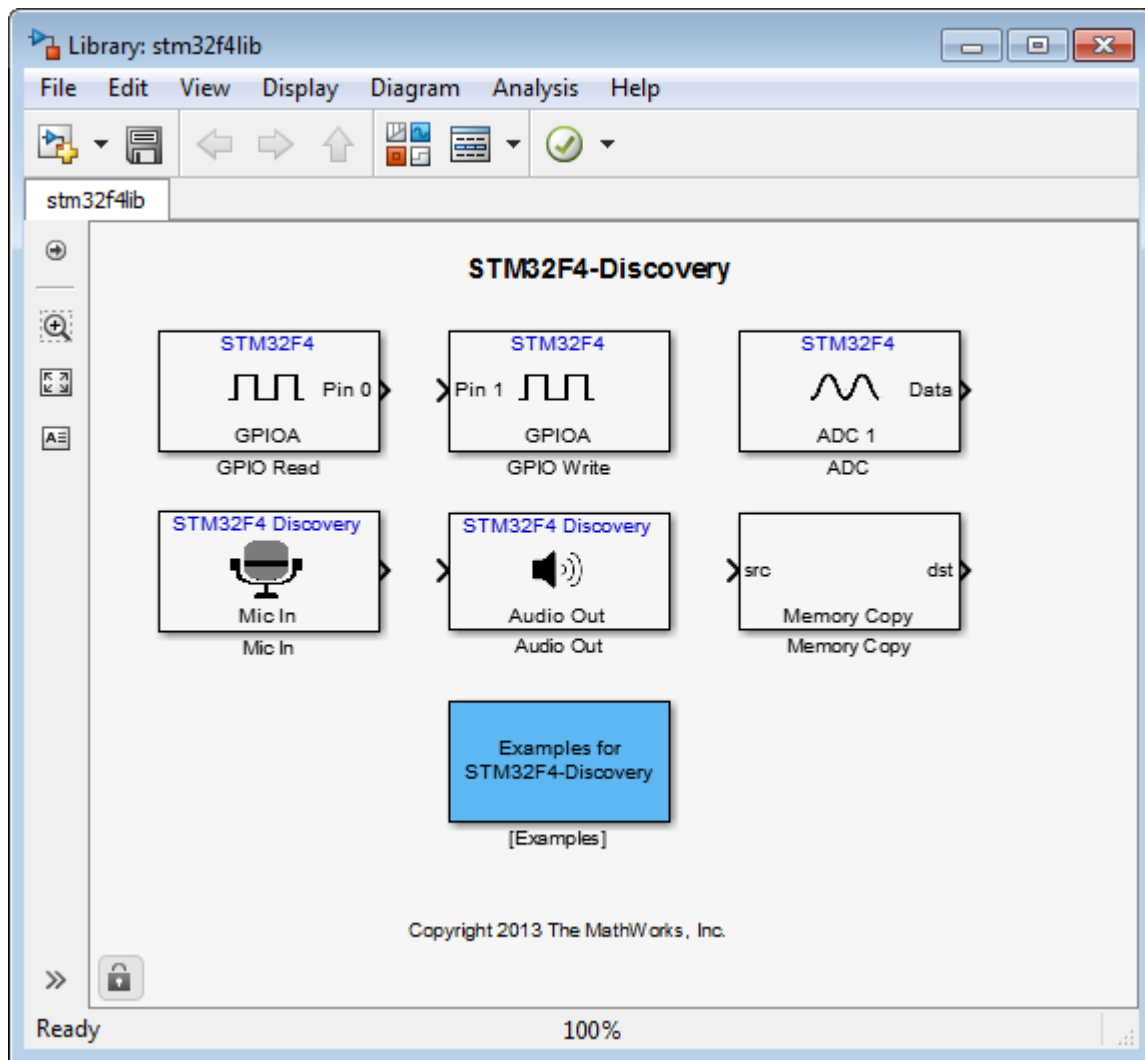 Library: stm32f4lib
File Edit View Display Diagram Analysis Help
stm32f4lib
STM32F4-Discovery
STM32F4
Pin 0
GPIOA
GPIO Read
STM32F4
Pin 1
GPIOA
GPIO Write
STM32F4
Data
ADC 1
ADC
STM32F4 Discovery
Mic In
Mic In
STM32F4 Discovery
Audio Out
Audio Out
src dst
Memory Copy
Memory Copy
Examples for
STM32F4-Discovery
[Examples]
Copyright 2013 The MathWorks, Inc.
Ready 100%